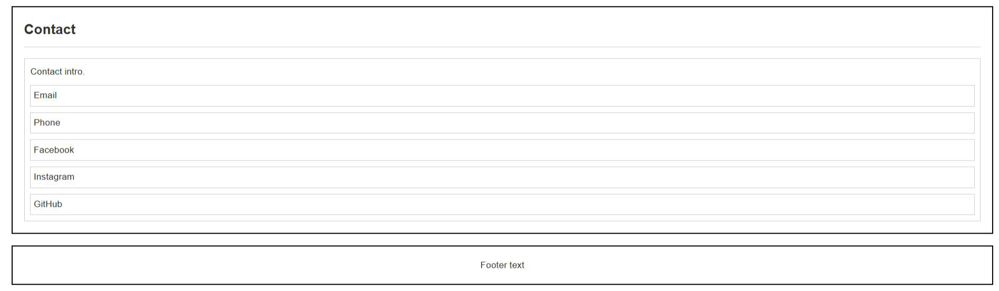 Contact
Contact intro.
Email
Phone
Facebook
Instagram
GitHub
Footer text